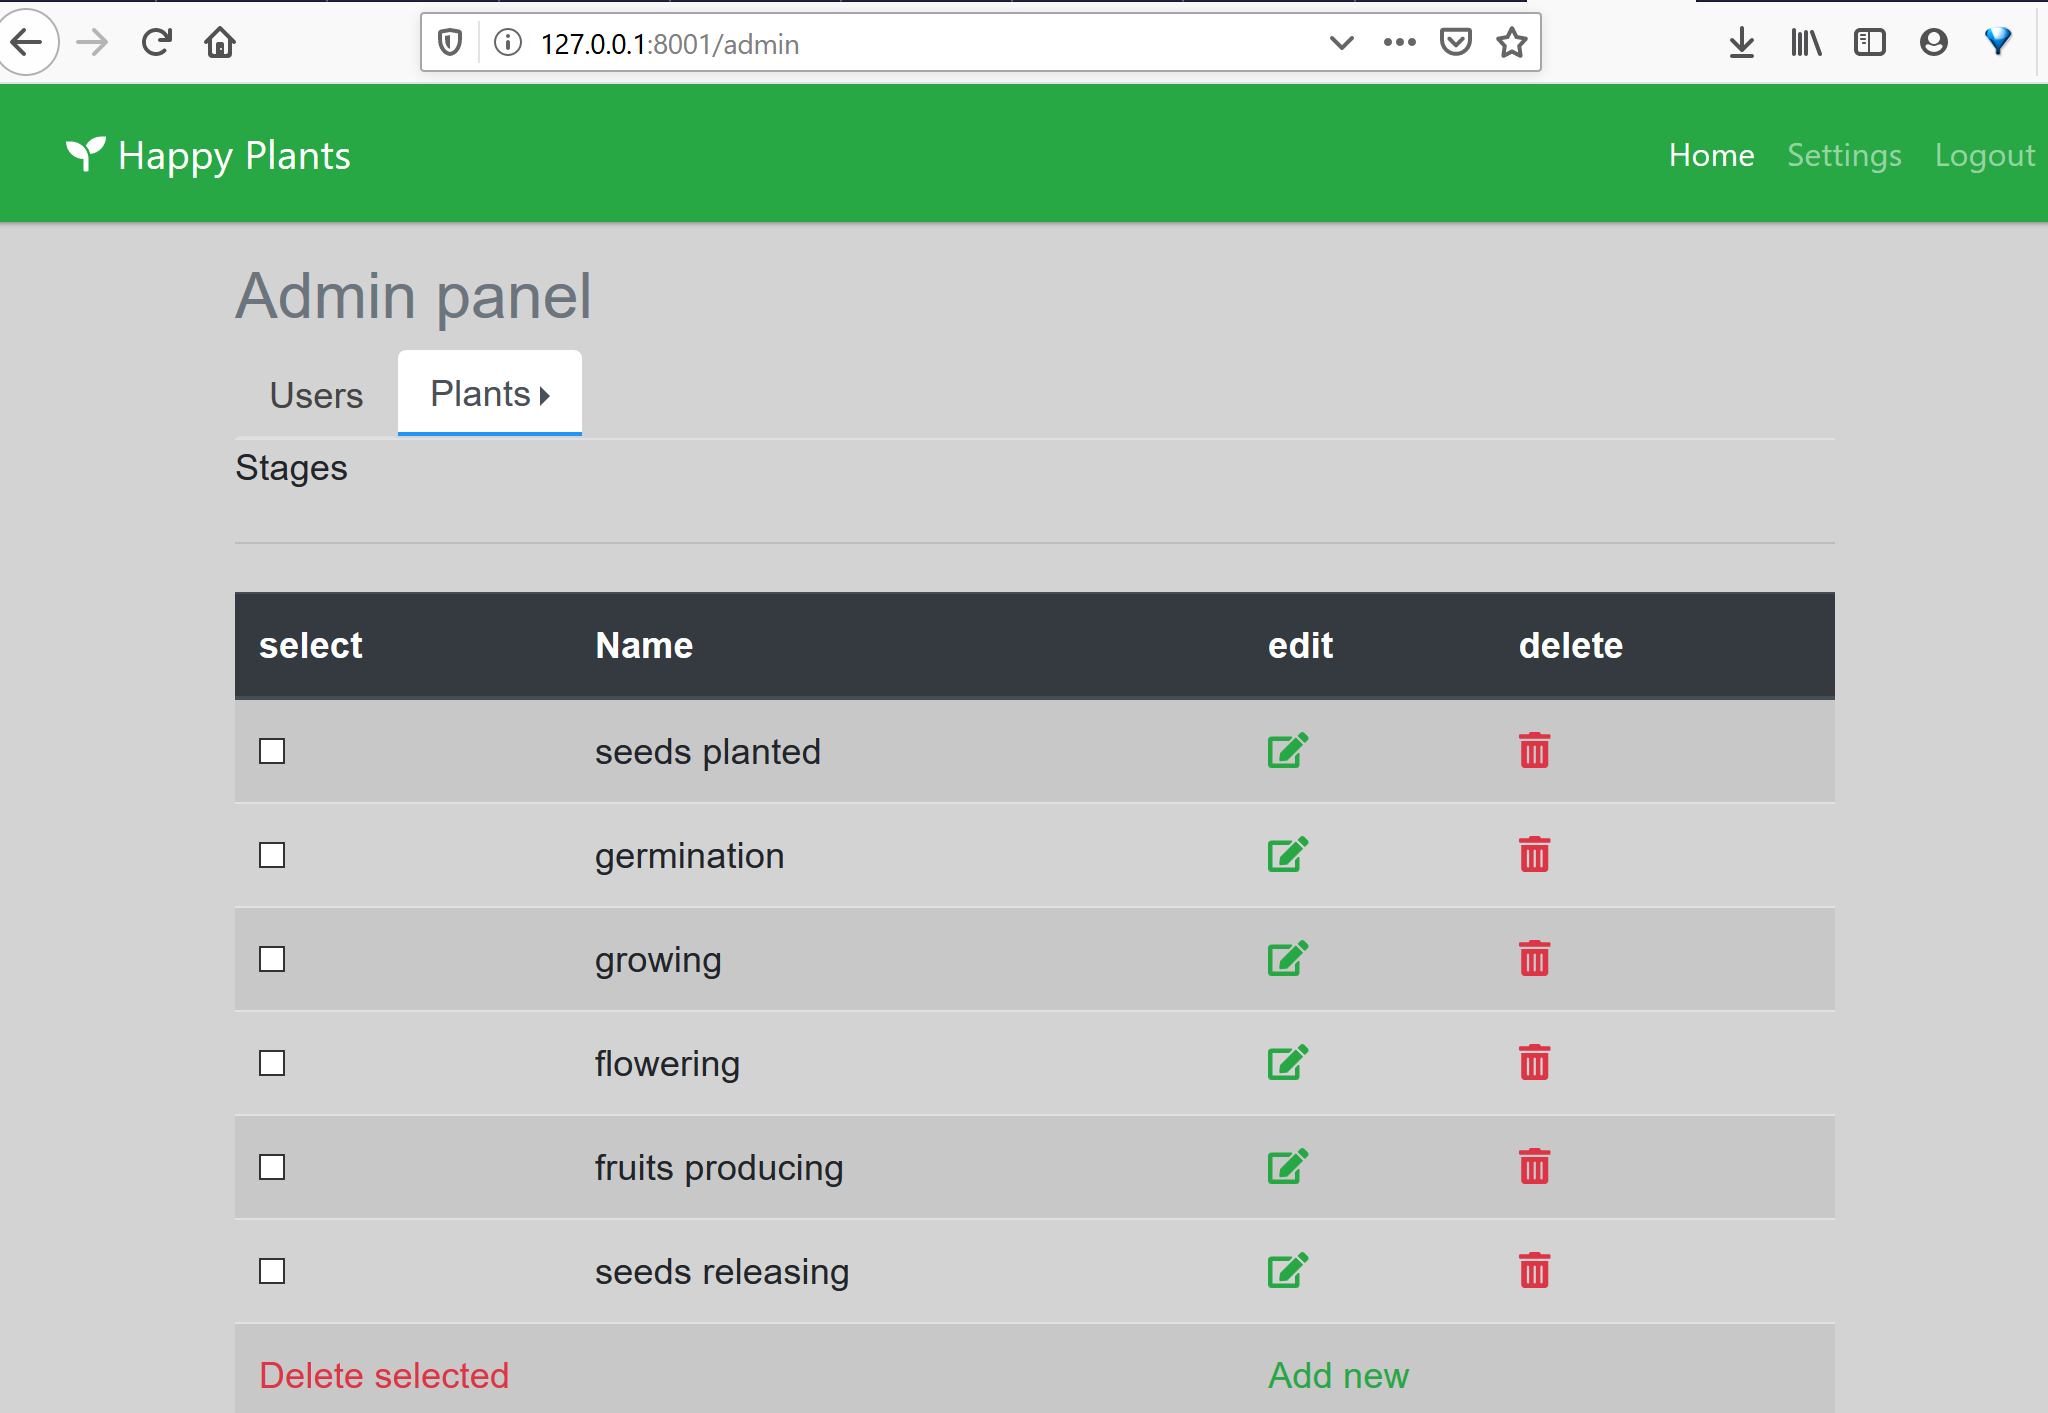 127.0.0.1:8001/admin
Happy Plants
Home Settings Logout
Admin panel
Users Plants
Stages
select Name edit delete
seeds planted
germination
growing
flowering
fruits producing
seeds releasing
Delete selected Add new